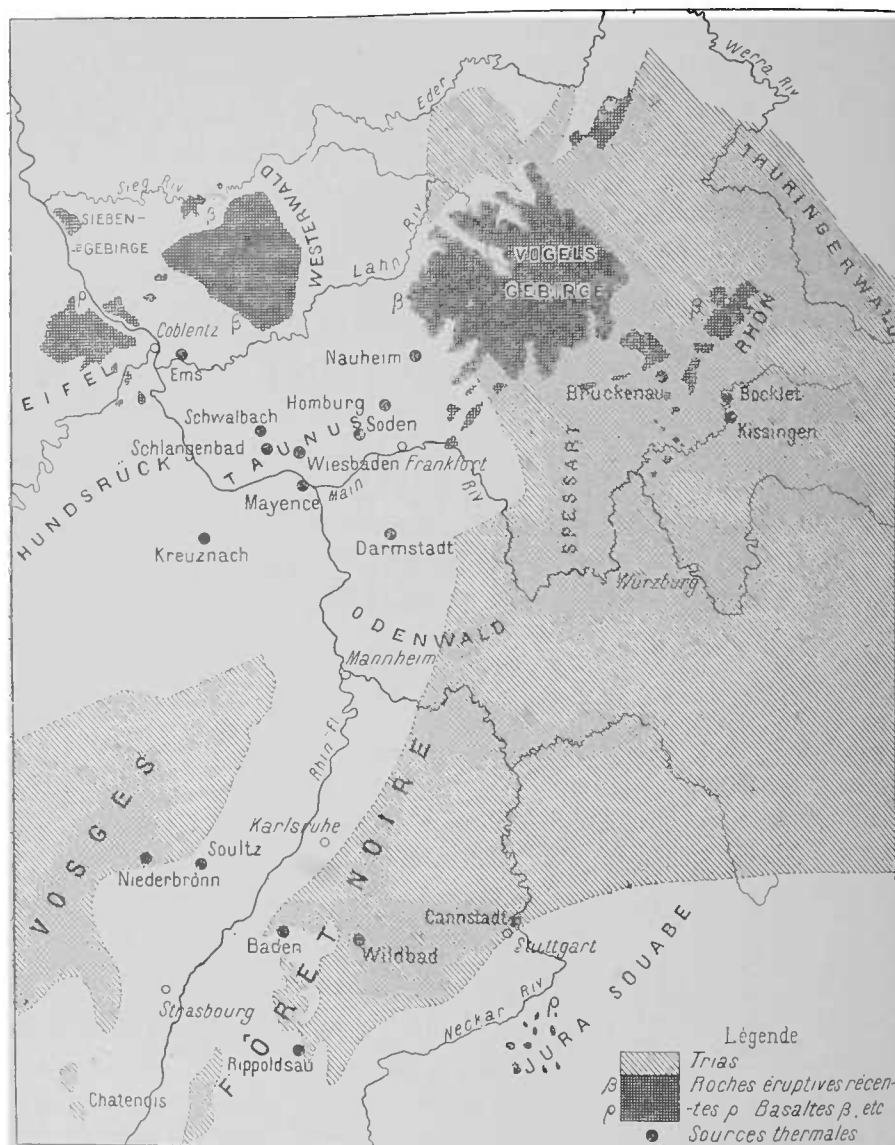 Werra Riv
Eder
THÜRINGERWALD
Sieg Riv
β
SIEBEN-
GEBIRGE
WESTERWALD
Lahn Riv
VOGELS
GEBIRGE
β
ρ
RHÖN
β
Coblentz
Ems
EIFEL
Nauheim
Brückenau
Bocklet
Kissingen
Homburg
Schwalbach
Soden
Schlangenbad
TAUNUS
Wiesbaden
Frankfort
HUNDSRÜCK
Mayence
Main
Riv
SPESSART
Kreuznach
Darmstadt
Würzburg
ODENWALD
Mannheim
Rhin Fl.
VOSGES
Karlsruhe
FORET NOIRE
Soultz
Niederbronn
Cannstadt
Baden
Wildbad
Stuttgart
Strasbourg
Neckar Riv
ρ
JURA SOUABE
Rippoldsau
Chatenois
Légende
Trias
β Roches éruptives récen-
ρ -tes ρ Basaltes β, etc
Sources thermales